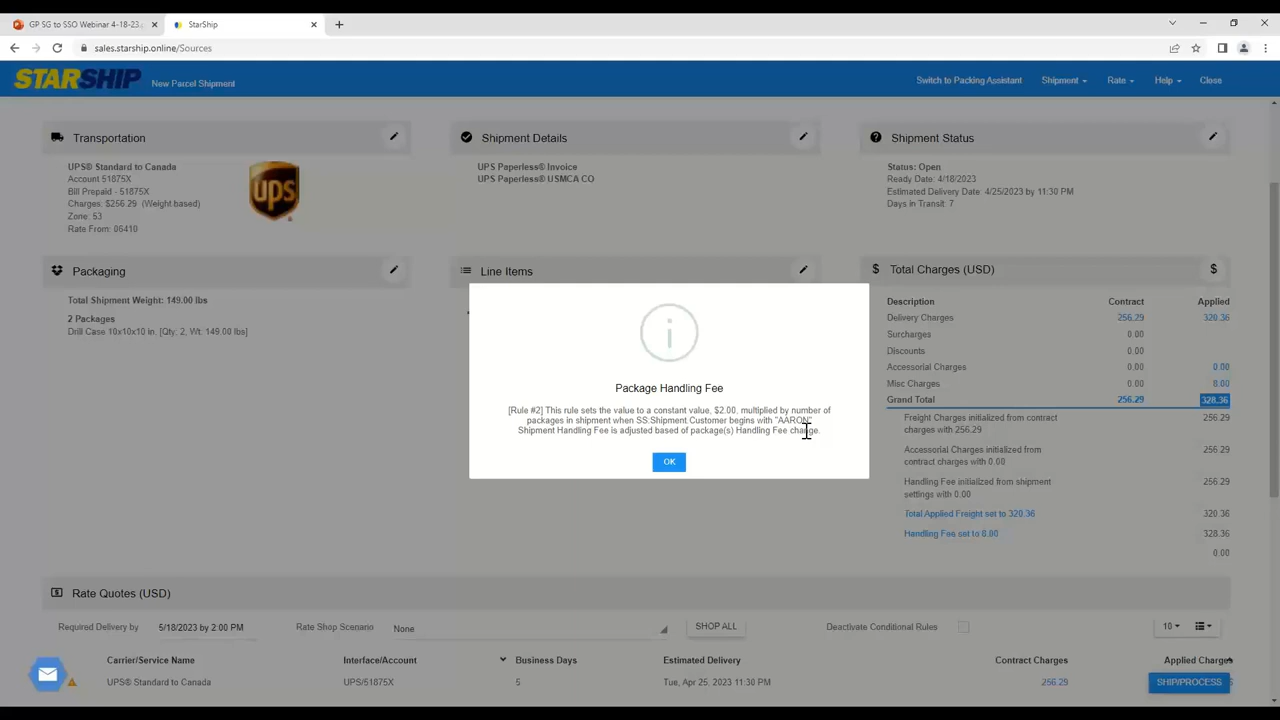 GP SG to SSO Webinar 4-18-23.
StarShip
sales.starship.online/Sources
STARSHIP New Parcel Shipment
Switch to Packing Assistant Shipment Rate Help Close
Transportation
UPS® Standard to Canada
Account 51875X
Bill Prepaid - 51875X
Charges: $256.29 (Weight based)
Zone: 53
Rate From: 06410
ups
Shipment Details
UPS Paperless® Invoice
UPS Paperless® USMCA CO
Shipment Status
Status: Open
Ready Date: 4/18/2023
Estimated Delivery Date: 4/25/2023 by 11:30 PM
Days in Transit: 7
Packaging
Total Shipment Weight: 149.00 lbs
2 Packages
Drill Case 10x10x10 in. [Qty: 2, Wt: 149.00 lbs]
Line Items
Package Handling Fee
[Rule #2] This rule sets the value to a constant value, $2.00, multiplied by number of
packages in shipment when SS:Shipment Customer begins with "AARON"
Shipment Handling Fee is adjusted based of package(s) Handling Fee change.
OK
Total Charges (USD) $
Description Contract Applied
Delivery Charges 256.29 320.36
Surcharges 0.00
Discounts 0.00
Accessorial Charges 0.00 0.00
Misc Charges 0.00 8.00
Grand Total 256.29 328.36
Freight Charges initialized from contract 256.29
charges with 256.29
Accessorial Charges initialized from 256.29
contract charges with 0.00
Handling Fee initialized from shipment 256.29
settings with 0.00
Total Applied Freight set to 320.36 320.36
Handling Fee set to 8.00 328.36
0.00
Rate Quotes (USD)
Required Delivery by 5/18/2023 by 2:00 PM Rate Shop Scenario None SHOP ALL Deactivate Conditional Rules 10
Carrier/Service Name Interface/Account Business Days Estimated Delivery Contract Charges Applied Charges
UPS® Standard to Canada UPS/51875X 5 Tue, Apr 25, 2023 11:30 PM 256.29 SHIP/PROCESS